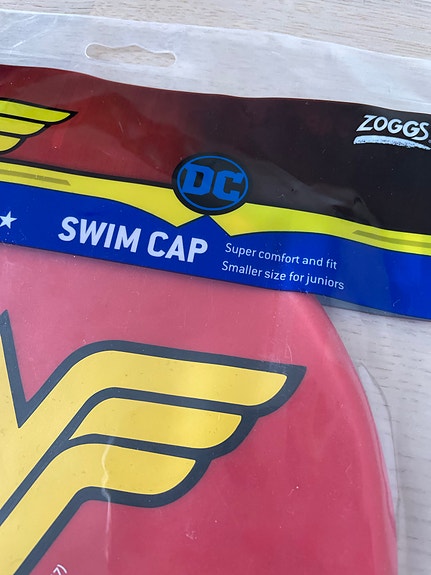 ZOGGS
DC
SWIM CAP
Super comfort and fit
Smaller size for juniors